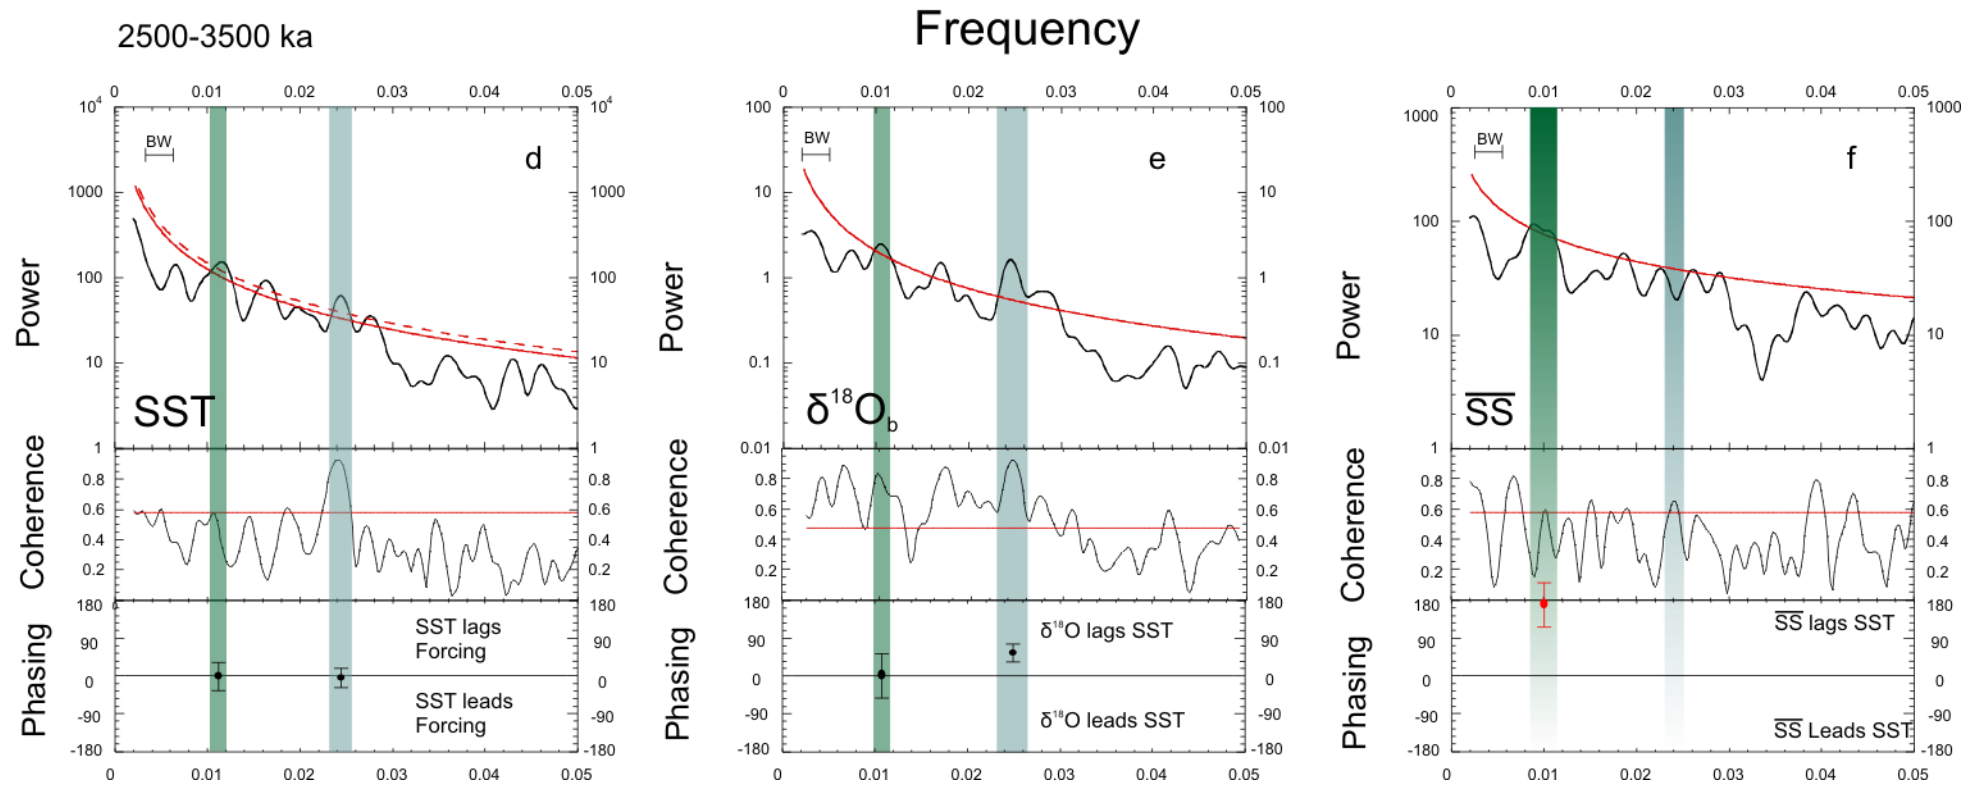 2500-3500 ka
Frequency
0 0.01 0.02 0.03 0.04 0.05
10⁴ 10⁴
BW
d
1000 1000
100 100
10 10
1 1
Power
SST
0.8 0.8
0.6 0.6
0.4 0.4
0.2 0.2
Coherence
0
180 180
90 90
0 0
-90 -90
-180 -180
Phasing
SST lags
Forcing
SST leads
Forcing
0 0.01 0.02 0.03 0.04 0.05
0 0.01 0.02 0.03 0.04 0.05
100 100
BW
e
10 10
1 1
0.1 0.1
0.01 0.01
Power
δ¹⁸O_b
0.8 0.8
0.6 0.6
0.4 0.4
0.2 0.2
Coherence
180 180
90 90
0 0
-90 -90
-180 -180
Phasing
δ¹⁸O lags SST
δ¹⁸O leads SST
0 0.01 0.02 0.03 0.04 0.05
0 0.01 0.02 0.03 0.04 0.05
1000 1000
BW
f
100 100
10 10
1 1
Power
S̅S̅
0.8 0.8
0.6 0.6
0.4 0.4
0.2 0.2
Coherence
180 180
90 90
0 0
-90 -90
-180 -180
Phasing
S̅S̅ lags SST
S̅S̅ Leads SST
0 0.01 0.02 0.03 0.04 0.05